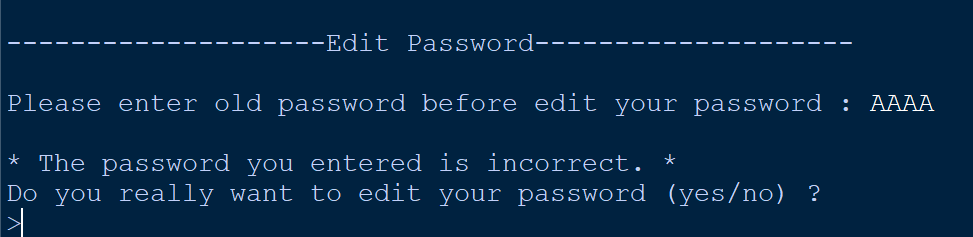 --------------------Edit Password--------------------
Please enter old password before edit your password : AAAA
* The password you entered is incorrect. *
Do you really want to edit your password (yes/no) ?
>